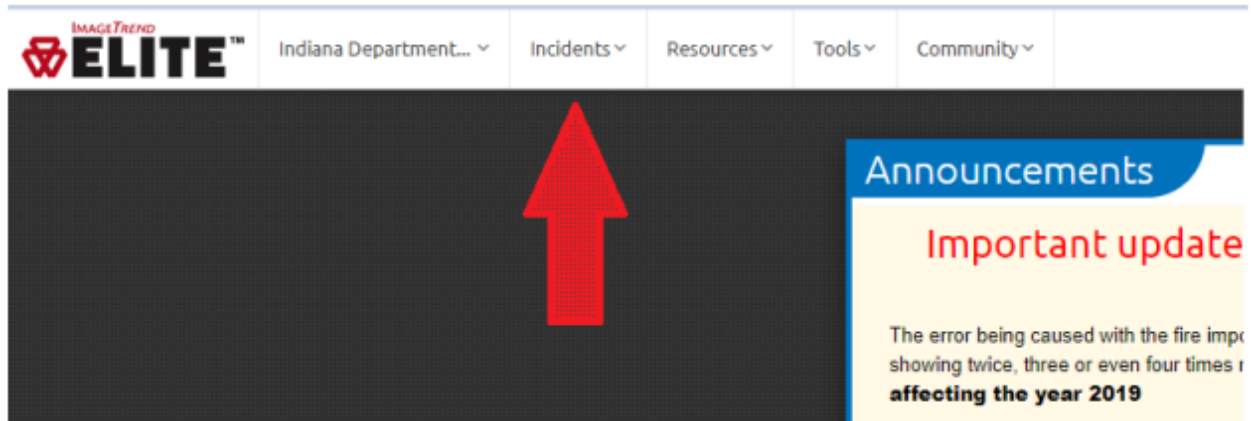 IMAGETREND
ELITE™
Indiana Department... Incidents Resources Tools Community
Announcements
Important update
The error being caused with the fire
showing twice, three or even four times
affecting the year 2019